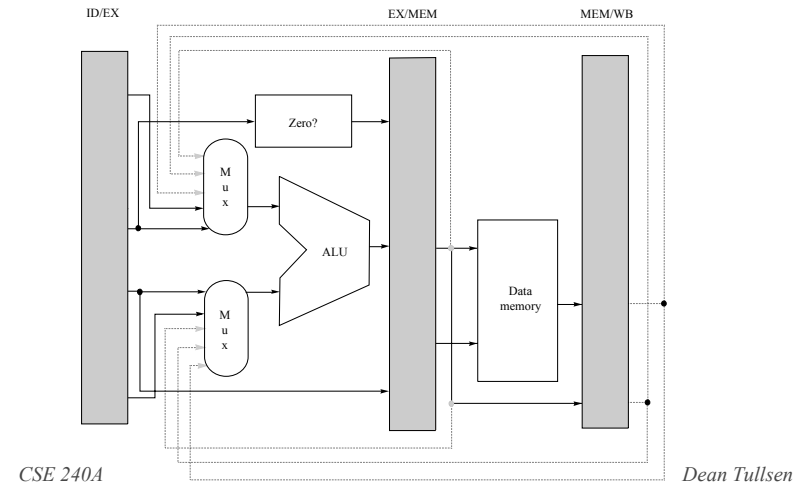 ID/EX EX/MEM MEM/WB
Zero?
M
u
x
ALU
M
u
x
Data
memory
CSE 240A Dean Tullsen